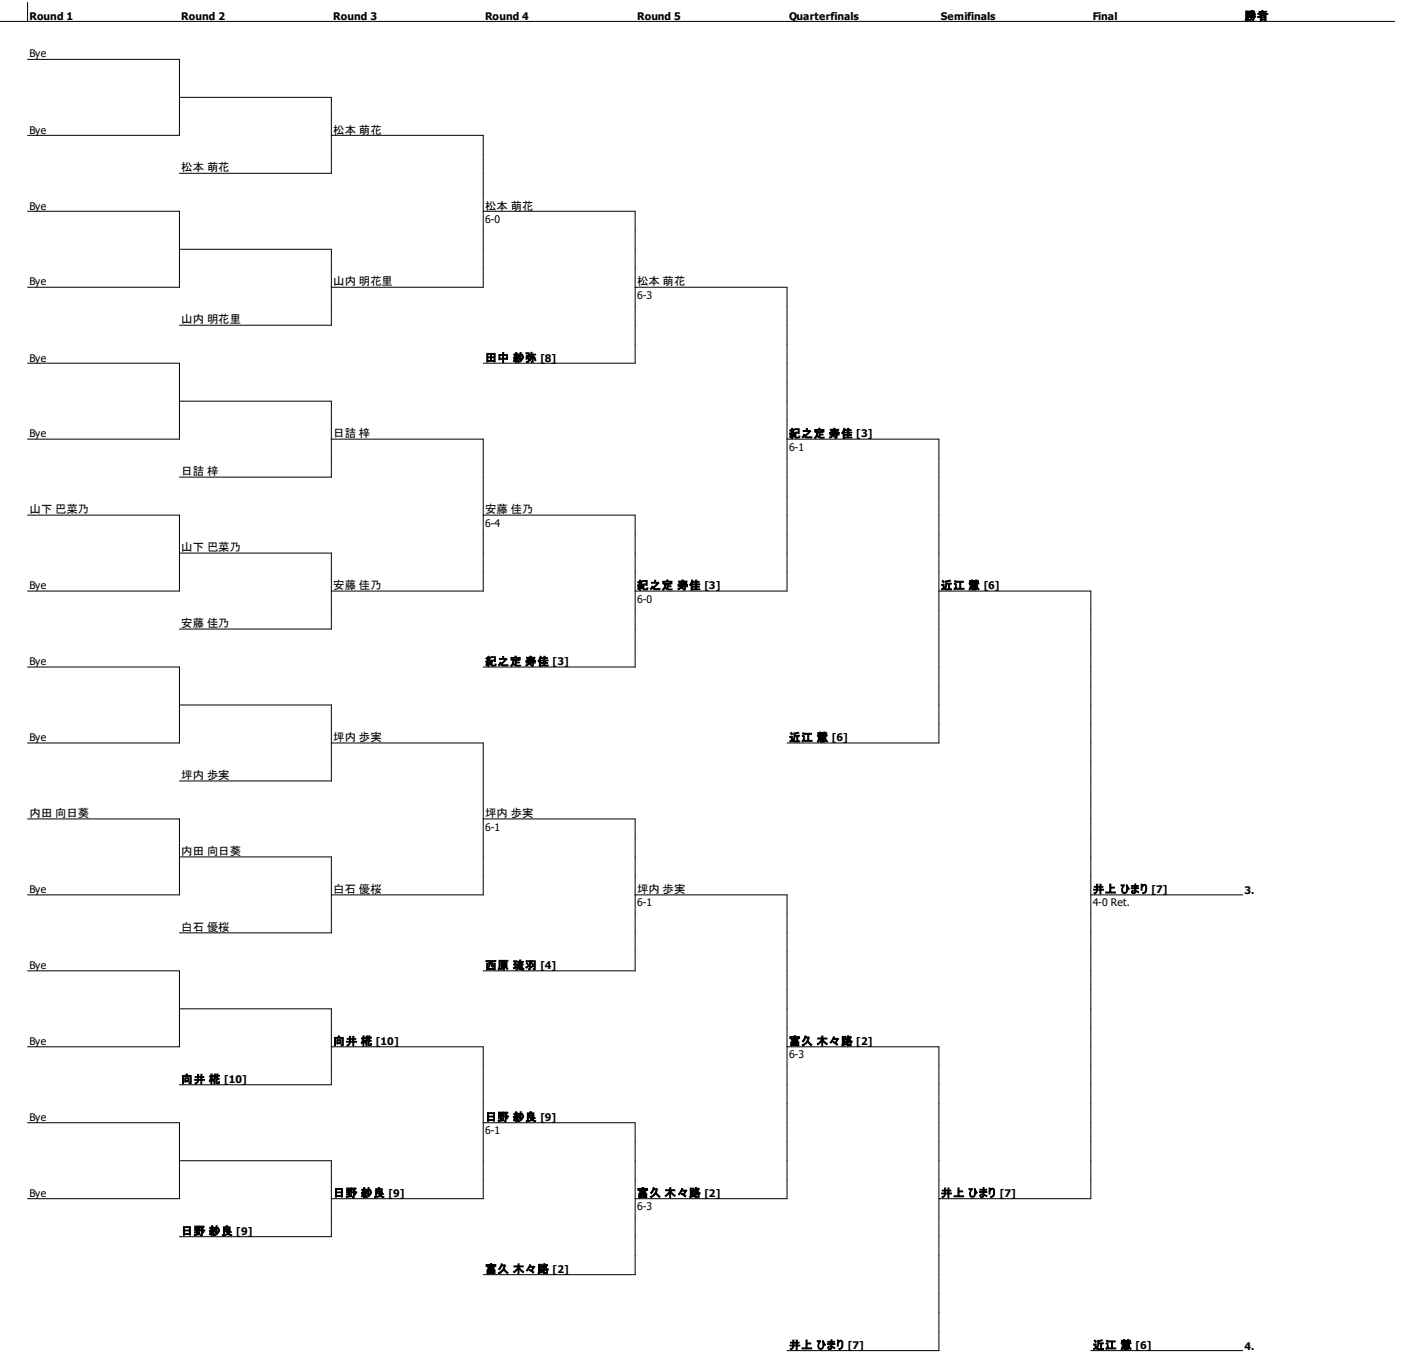 Round 1 Round 2 Round 3 Round 4 Round 5 Quarterfinals Semifinals Final 勝者
Bye
Bye 松本 萌花
松本 萌花
Bye 松本 萌花
6-0
Bye 山内 明花里 松本 萌花
6-3
山内 明花里
Bye 田中 紗弥 [8]
Bye 日詰 梓 紀之定 寿佳 [3]
6-1
日詰 梓
山下 巴菜乃 安藤 佳乃
6-4
山下 巴菜乃
Bye 安藤 佳乃 紀之定 寿佳 [3] 近江 慧 [6]
6-0
安藤 佳乃
Bye 紀之定 寿佳 [3]
Bye 坪内 歩実 近江 慧 [6]
坪内 歩実
内田 向日葵 坪内 歩実
6-1
内田 向日葵
Bye 白石 優桜 坪内 歩実 井上 ひまり [7] 3.
6-1 4-0 Ret.
白石 優桜
Bye 西原 琉羽 [4]
Bye 向井 椛 [10] 富久 木々路 [2]
6-3
向井 椛 [10]
Bye 日野 紗良 [9]
6-1
Bye 日野 紗良 [9] 富久 木々路 [2] 井上 ひまり [7]
6-3
日野 紗良 [9]
富久 木々路 [2]
井上 ひまり [7] 近江 慧 [6] 4.